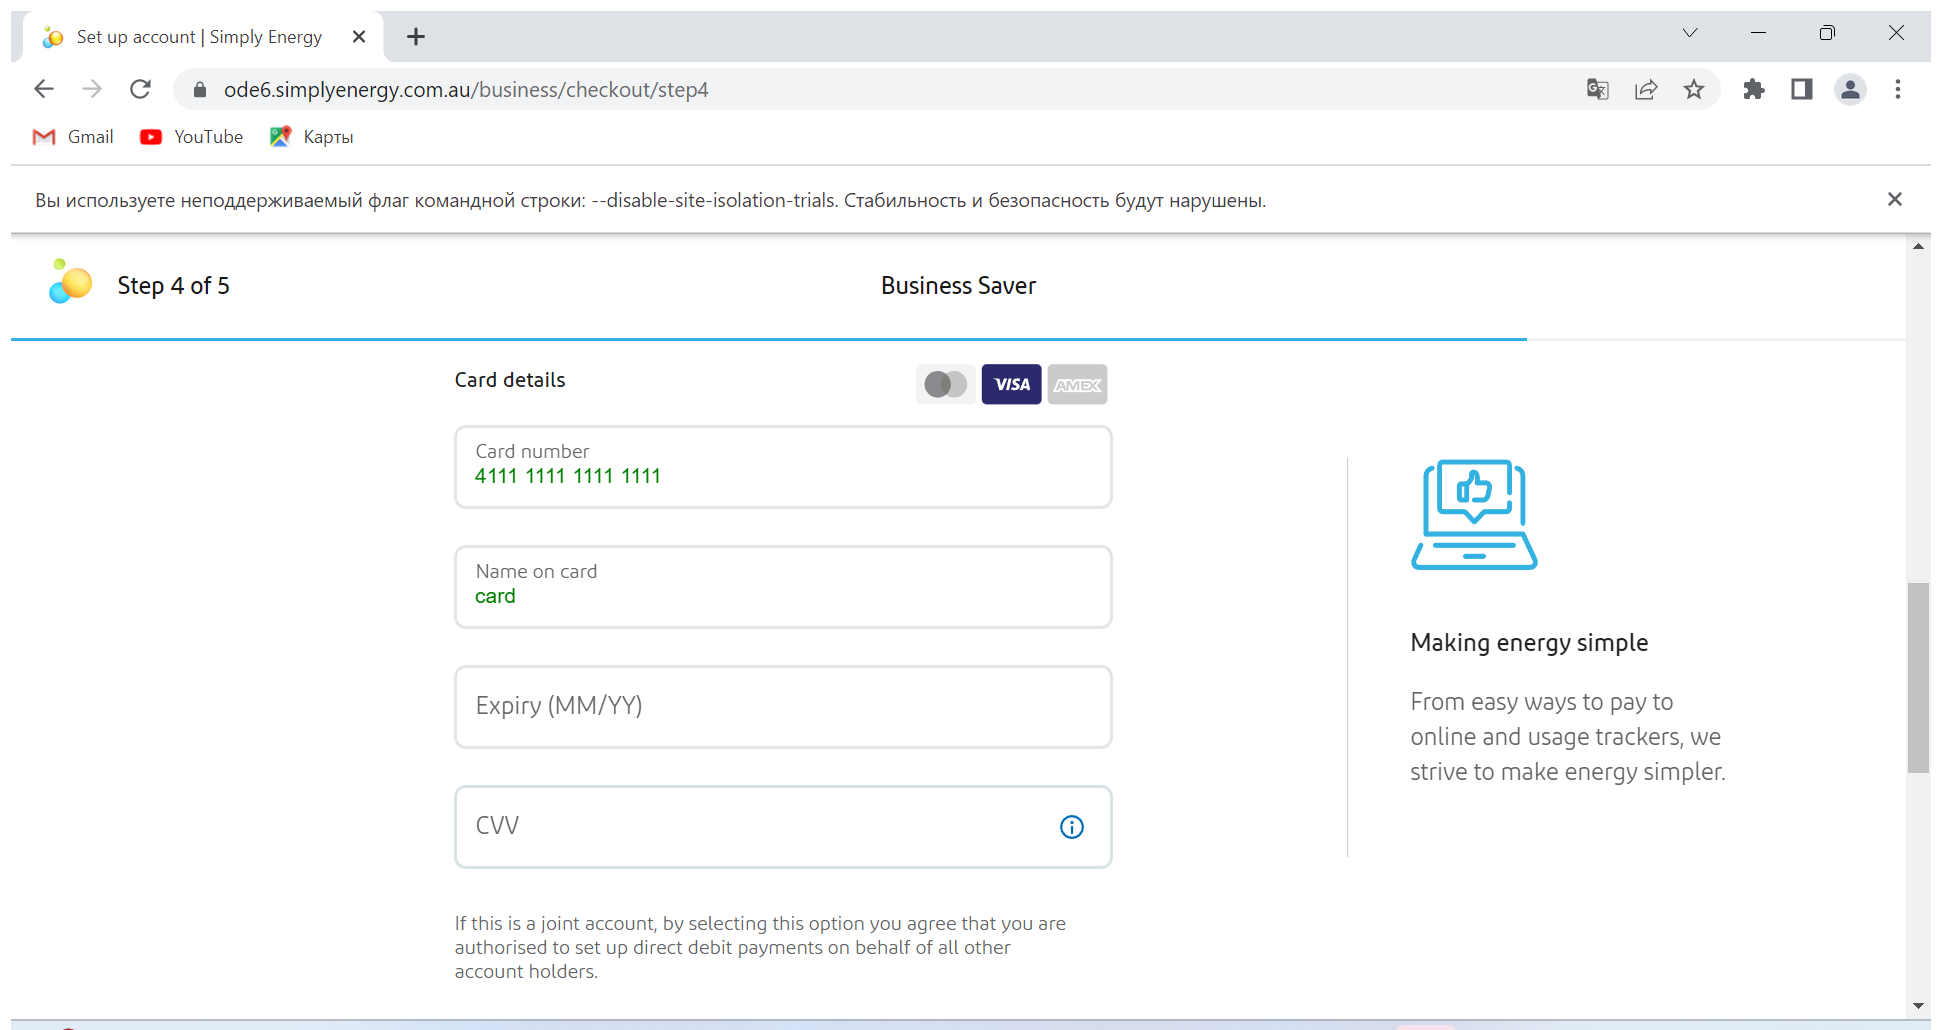 Set up account | Simply Energy
ode6.simplyenergy.com.au/business/checkout/step4
Gmail
YouTube
Карты
Вы используете неподдерживаемый флаг командной строки: --disable-site-isolation-trials. Стабильность и безопасность будут нарушены.
Step 4 of 5
Business Saver
Card details
VISA
AMEX
Card number
4111 1111 1111 1111
Name on card
card
Expiry (MM/YY)
CVV
If this is a joint account, by selecting this option you agree that you are
authorised to set up direct debit payments on behalf of all other
account holders.
Making energy simple
From easy ways to pay to
online and usage trackers, we
strive to make energy simpler.